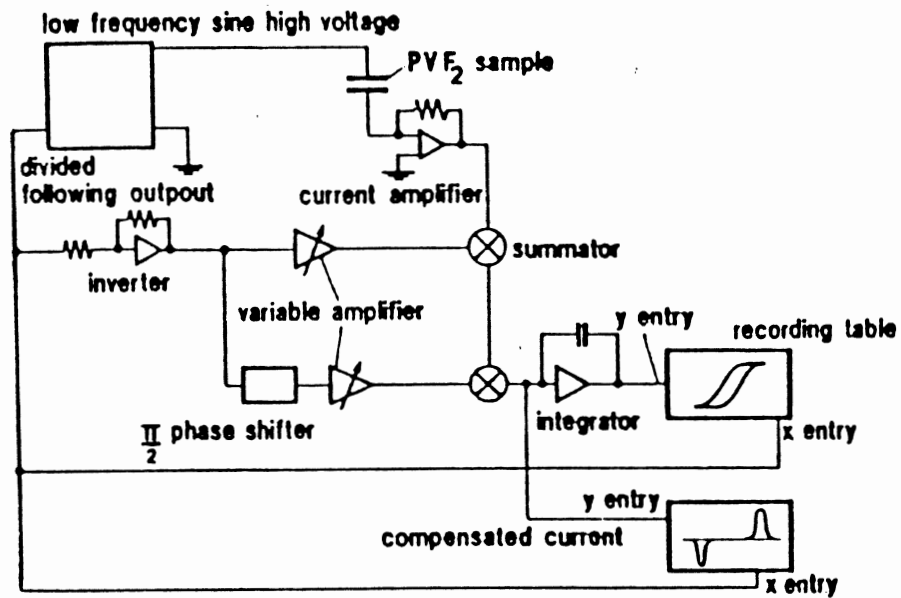 low frequency sine high voltage
PVF2 sample
divided
following outpout
current amplifier
inverter
summator
variable amplifier
y entry
recording table
integrator
π/2 phase shifter
x entry
y entry
compensated current
x entry